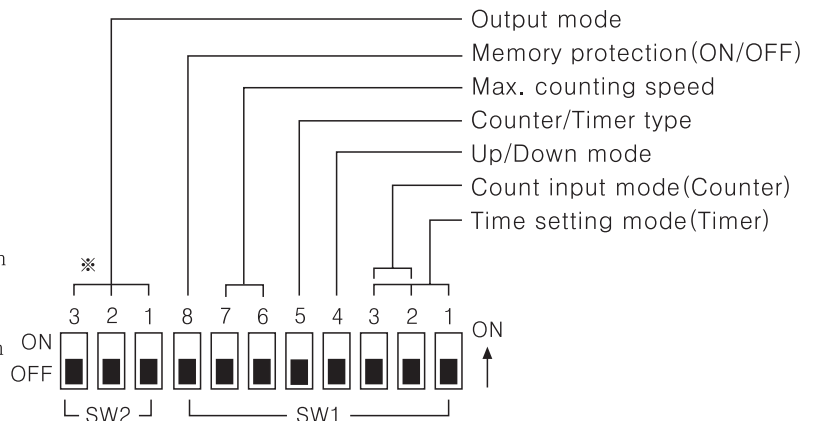 Output mode
Memory protection(ON/OFF)
Max. counting speed
Counter/Timer type
Up/Down mode
Count input mode(Counter)
Time setting mode(Timer)
※
3 2 1 8 7 6 5 4 3 2 1
ON
ON
OFF
SW2 SW1